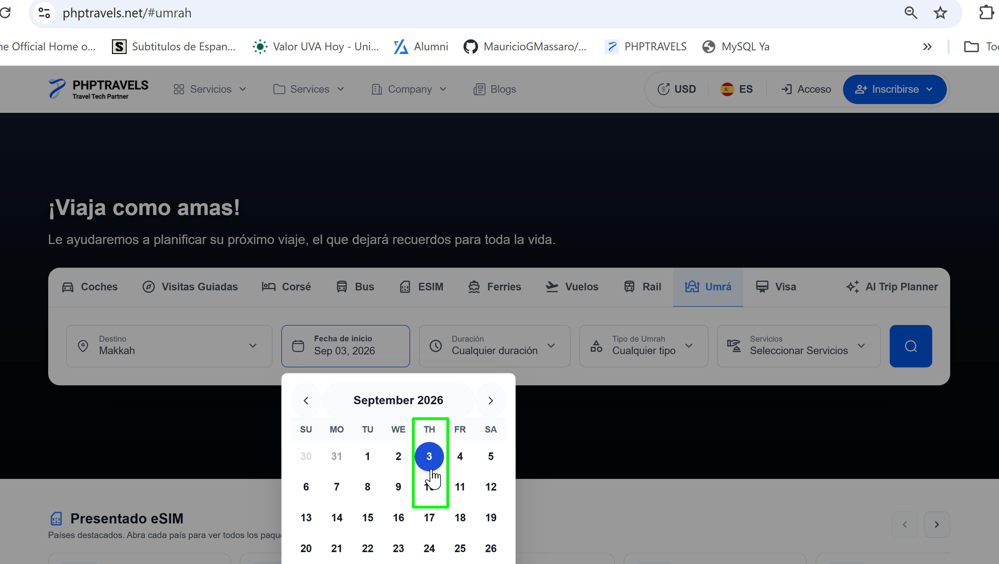 phptravels.net/#umrah
ne Official Home o...
Subtitulos de Espan...
Valor UVA Hoy - Uni...
Alumni
MauricioGMassaro/...
PHPTRAVELS
MySQL Ya
PHPTRAVELS
Travel Tech Partner
Servicios
Services
Company
Blogs
USD
ES
Acceso
Inscribirse
¡Viaja como amas!
Le ayudaremos a planificar su próximo viaje, el que dejará recuerdos para toda la vida.
Coches
Visitas Guiadas
Corsé
Bus
ESIM
Ferries
Vuelos
Rail
Umrá
Visa
AI Trip Planner
Destino
Makkah
Fecha de inicio
Sep 03, 2026
Duración
Cualquier duración
Tipo de Umrah
Cualquier tipo
Servicios
Seleccionar Servicios
September 2026
SU MO TU WE TH FR SA
30 31 1 2 3 4 5
6 7 8 9 11 12
13 14 15 16 17 18 19
20 21 22 23 24 25 26
Presentado eSIM
Países destacados. Abra cada país para ver todos los